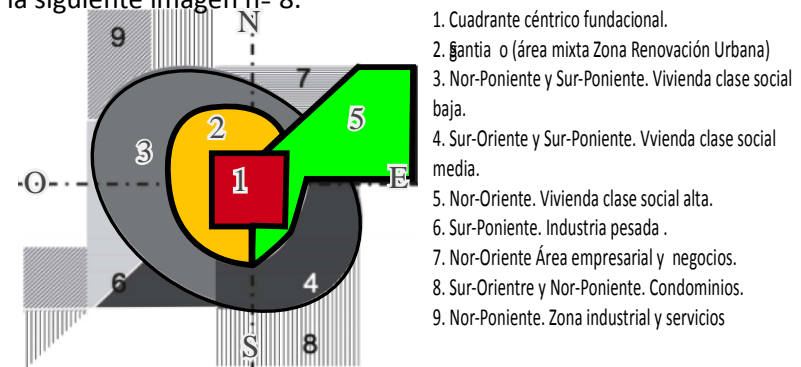 la siguiente imagen nº 8.
9
N
7
5
2
3
1
O
E
6
4
S
8
1. Cuadrante céntrico fundacional.
2. o (área mixta Zona Renovación Urbana)
3. Nor-Poniente y Sur-Poniente. Vivienda clase social
baja.
4. Sur-Oriente y Sur-Poniente. Vvienda clase social
media.
5. Nor-Oriente. Vivienda clase social alta.
6. Sur-Poniente. Industria pesada .
7. Nor-Oriente Área empresarial y negocios.
8. Sur-Orientre y Nor-Poniente. Condominios.
9. Nor-Poniente. Zona industrial y servicios